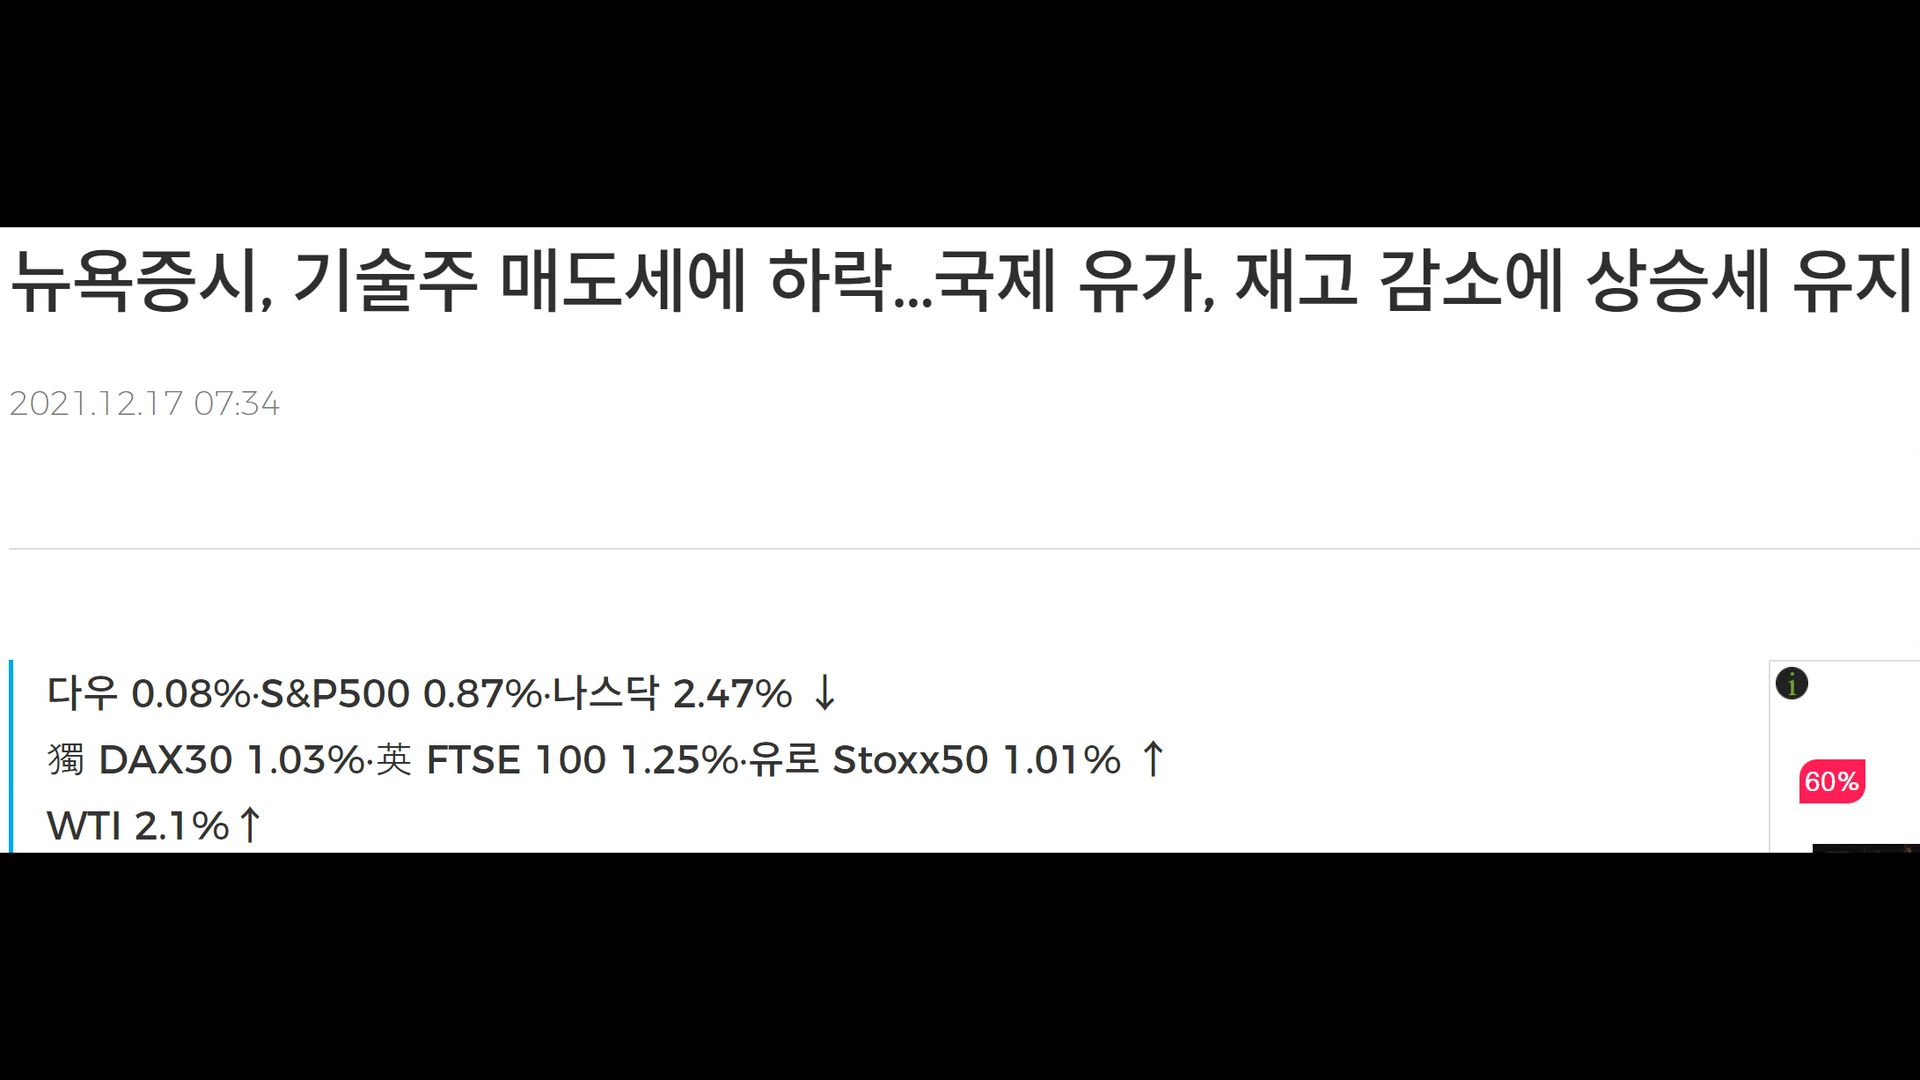 뉴욕증시, 기술주 매도세에 하락...국제 유가, 재고 감소에 상승세 유지
2021.12.17 07:34
다우 0.08%·S&P500 0.87%·나스닥 2.47% ↓
獨 DAX30 1.03%·英 FTSE 100 1.25%·유로 Stoxx50 1.01% ↑
WTI 2.1%↑
i
60%